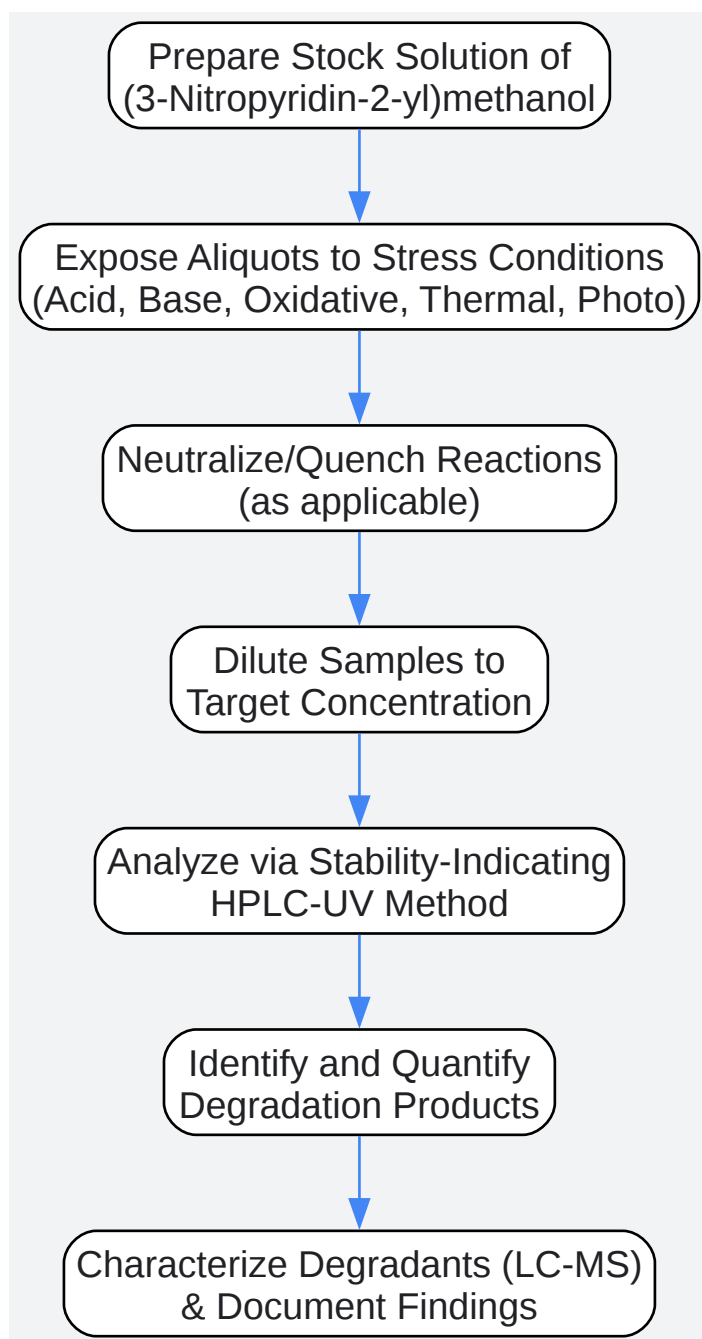 Prepare Stock Solution of
(3-Nitropyridin-2-yl)methanol
Expose Aliquots to Stress Conditions
(Acid, Base, Oxidative, Thermal, Photo)
Neutralize/Quench Reactions
(as applicable)
Dilute Samples to
Target Concentration
Analyze via Stability-Indicating
HPLC-UV Method
Identify and Quantify
Degradation Products
Characterize Degradants (LC-MS)
& Document Findings